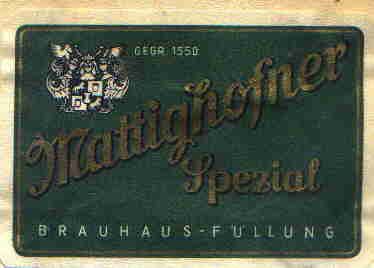 GEGR. 1550
Mattighofner
Spezial
BRAUHAUS-FÜLLUNG